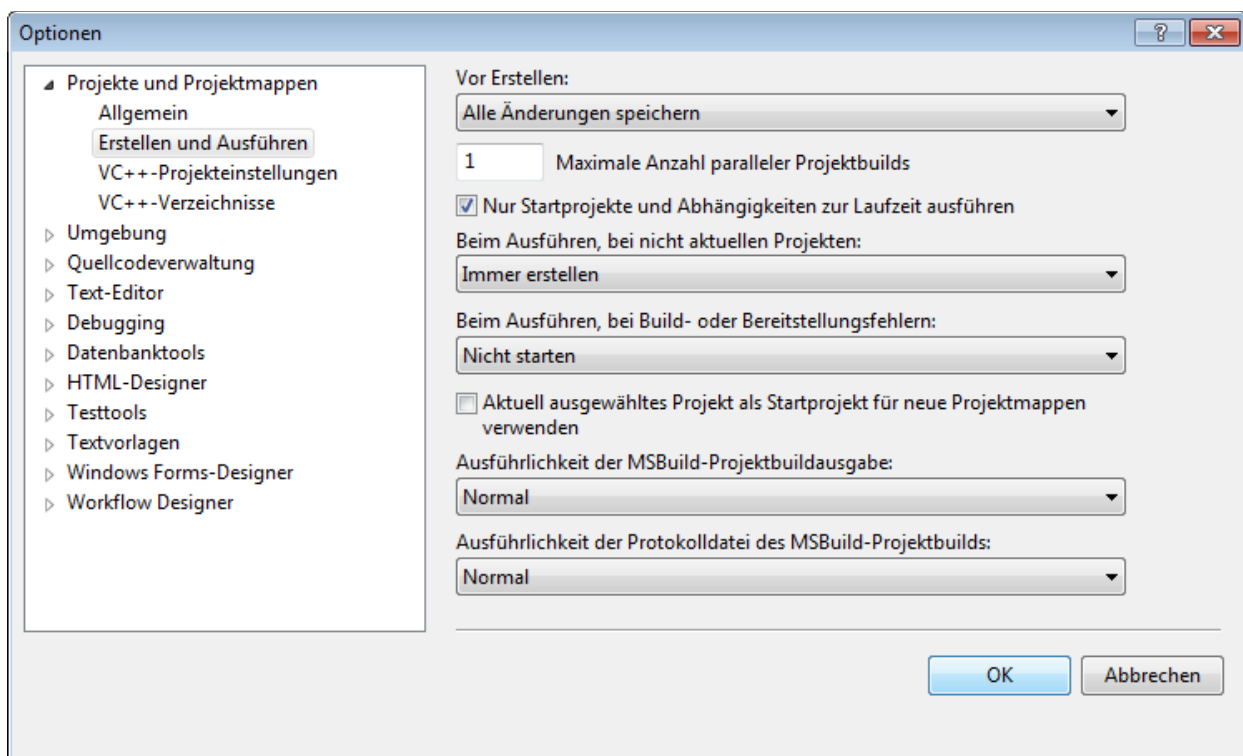 Optionen
Projekte und Projektmappen
Allgemein
Erstellen und Ausführen
VC++-Projekteinstellungen
VC++-Verzeichnisse
Umgebung
Quellcodeverwaltung
Text-Editor
Debugging
Datenbanktools
HTML-Designer
Testtools
Textvorlagen
Windows Forms-Designer
Workflow Designer
Vor Erstellen:
Alle Änderungen speichern
1 Maximale Anzahl paralleler Projektbuilds
Nur Startprojekte und Abhängigkeiten zur Laufzeit ausführen
Beim Ausführen, bei nicht aktuellen Projekten:
Immer erstellen
Beim Ausführen, bei Build- oder Bereitstellungsfehlern:
Nicht starten
Aktuell ausgewähltes Projekt als Startprojekt für neue Projektmappen
verwenden
Ausführlichkeit der MSBuild-Projektbuildausgabe:
Normal
Ausführlichkeit der Protokolldatei des MSBuild-Projektbuilds:
Normal
OK
Abbrechen